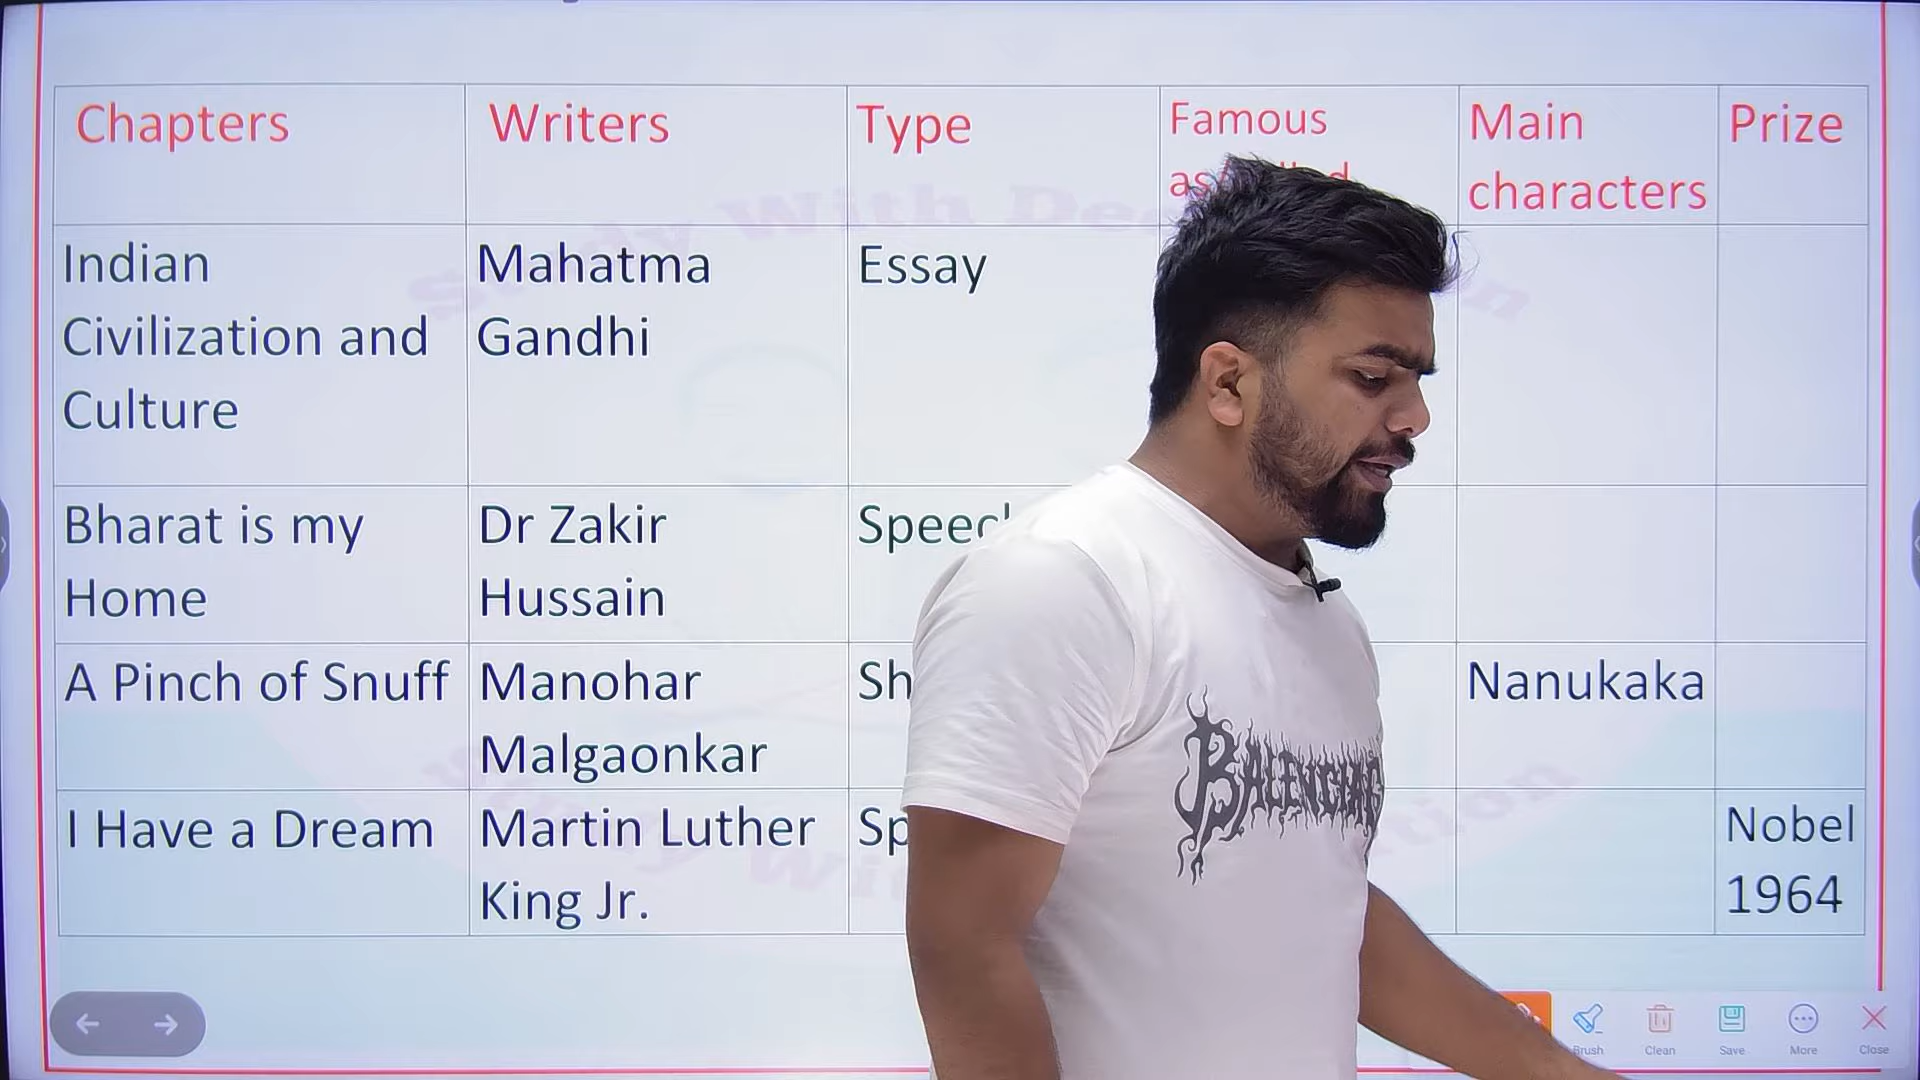 Chapters
Writers
Type
Famous
Main
characters
Prize
Indian
Civilization and
Culture
Mahatma
Gandhi
Essay
Bharat is my
Home
Dr Zakir
Hussain
A Pinch of Snuff
Manohar
Malgaonkar
Nanukaka
I Have a Dream
Martin Luther
King Jr.
Nobel
1964
Brush
Clean
Save
More
Close